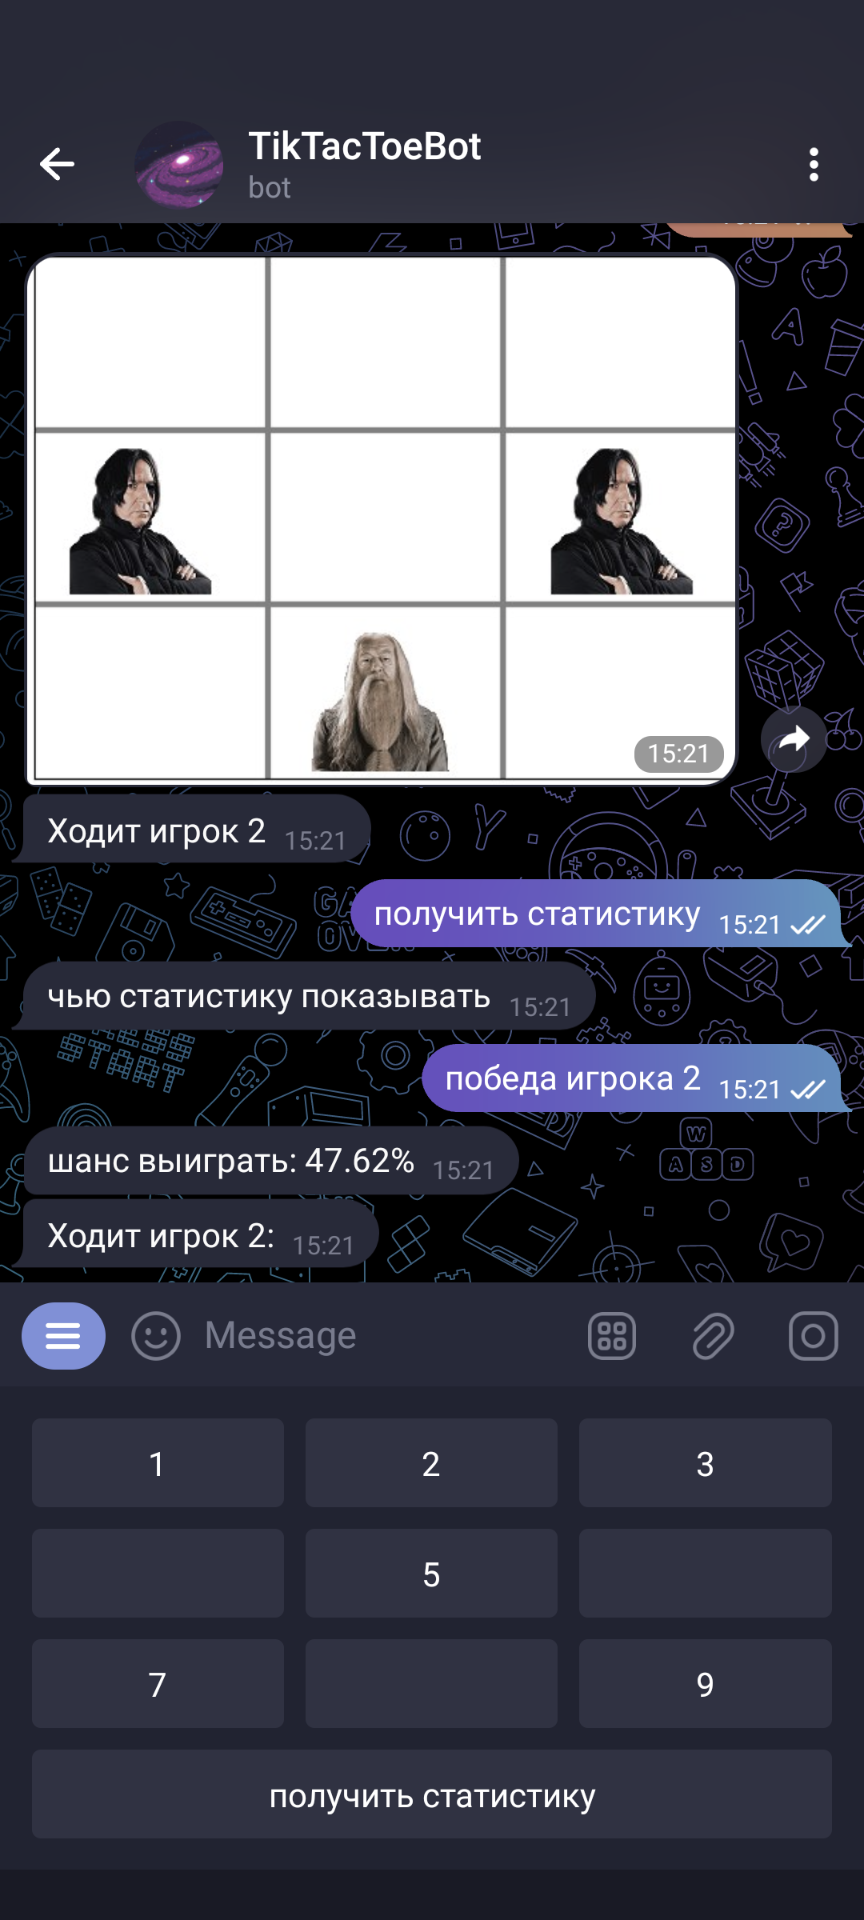 TikTacToeBot
bot
15:21
Ходит игрок 2 15:21
получить статистику 15:21
чью статистику показывать 15:21
победа игрока 2 15:21
шанс выиграть: 47.62% 15:21
Ходит игрок 2: 15:21
Message
1 2 3
5
7 9
получить статистику